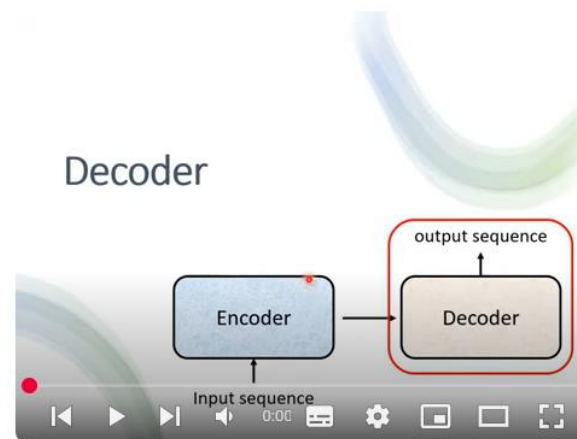 Decoder
output sequence
Encoder
Decoder
Input sequence
0:00